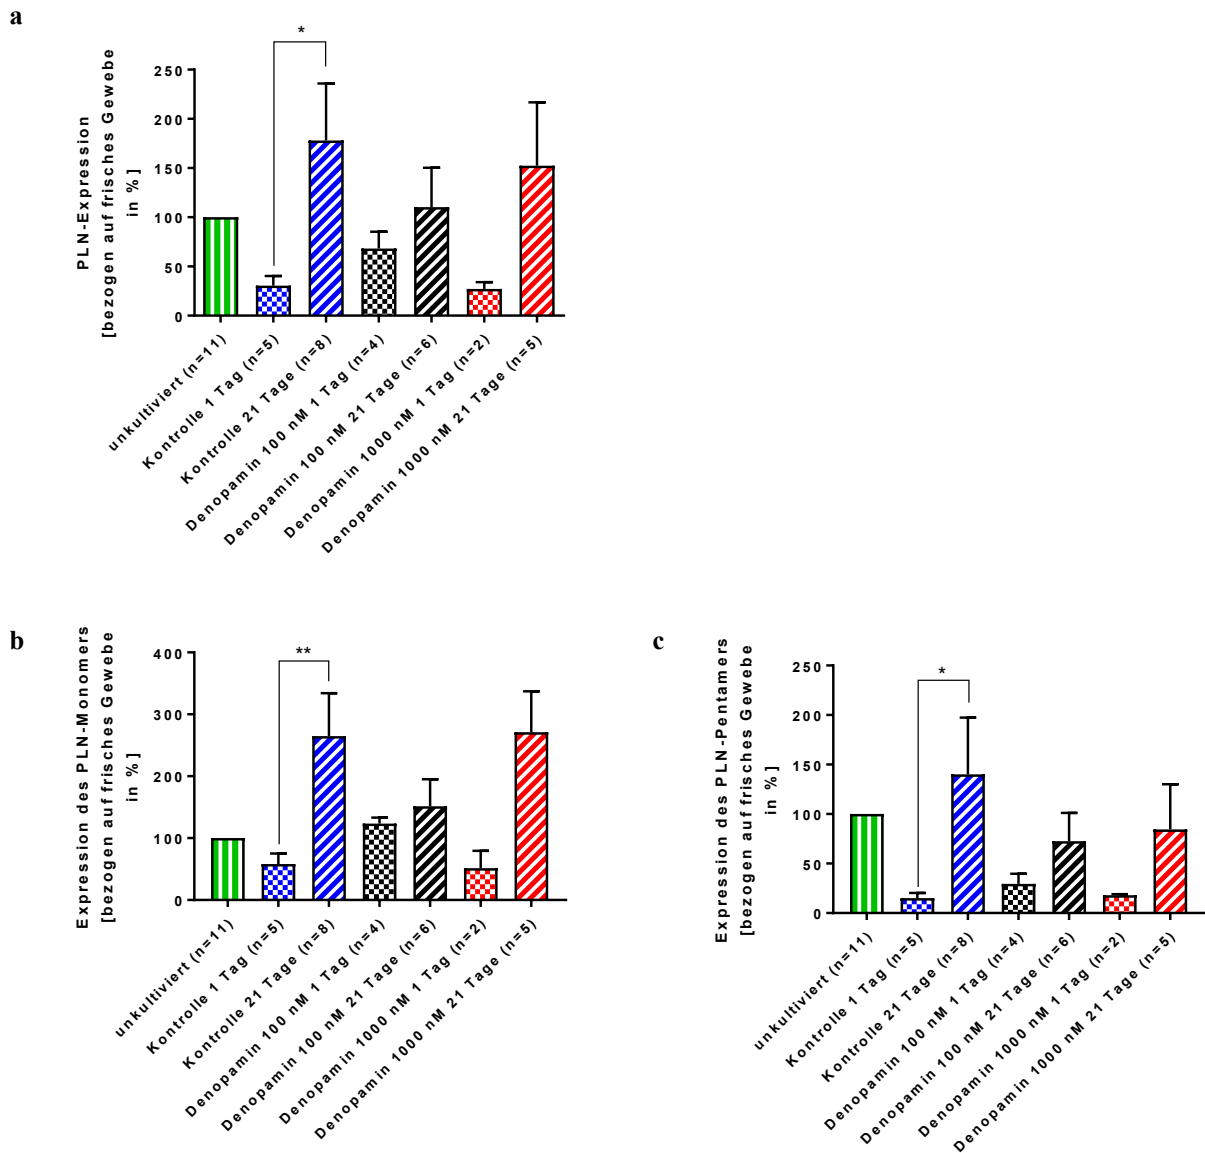 a
*
PLN-Expression
[bezogen auf frisches Gewebe
in %]
250
200
150
100
50
0
unkultiviert (n=11)
Kontrolle 1 Tag (n=5)
Kontrolle 21 Tage (n=8)
Denopamin 100 nM 1 Tag (n=4)
Denopamin 100 nM 21 Tage (n=6)
Denopamin 1000 nM 1 Tag (n=2)
Denopamin 1000 nM 21 Tage (n=5)
b
**
Expression des PLN-Monomers
[bezogen auf frisches Gewebe
in %]
400
300
200
100
0
unkultiviert (n=11)
Kontrolle 1 Tag (n=5)
Kontrolle 21 Tage (n=8)
Denopamin 100 nM 1 Tag (n=4)
Denopamin 100 nM 21 Tage (n=6)
Denopamin 1000 nM 1 Tag (n=2)
Denopamin 1000 nM 21 Tage (n=5)
c
*
Expression des PLN-Pentamers
[bezogen auf frisches Gewebe
in %]
250
200
150
100
50
0
unkultiviert (n=11)
Kontrolle 1 Tag (n=5)
Kontrolle 21 Tage (n=8)
Denopamin 100 nM 1 Tag (n=4)
Denopamin 100 nM 21 Tage (n=6)
Denopamin 1000 nM 1 Tag (n=2)
Denopamin 1000 nM 21 Tage (n=5)